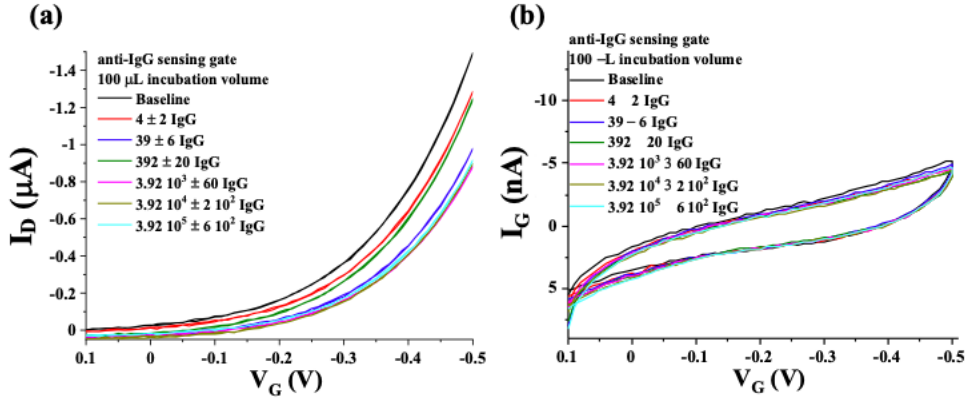 (a)
anti-IgG sensing gate
100 μL incubation volume
Baseline
4 ± 2 IgG
39 ± 6 IgG
392 ± 20 IgG
3.92 10³ ± 60 IgG
3.92 10⁴ ± 2 10² IgG
3.92 10⁵ ± 6 10² IgG
-1.4
-1.2
-1
-0.8
-0.6
-0.4
-0.2
0
I_D (μA)
0.1 0 -0.1 -0.2 -0.3 -0.4 -0.5
V_G (V)
(b)
anti-IgG sensing gate
100 –L incubation volume
Baseline
4 2 IgG
39 – 6 IgG
392 20 IgG
3.92 10³ 3 60 IgG
3.92 10⁴ 3 2 10² IgG
3.92 10⁵ 6 10² IgG
-10
-5
0
5
I_G (nA)
0.1 0 -0.1 -0.2 -0.3 -0.4 -0.5
V_G (V)